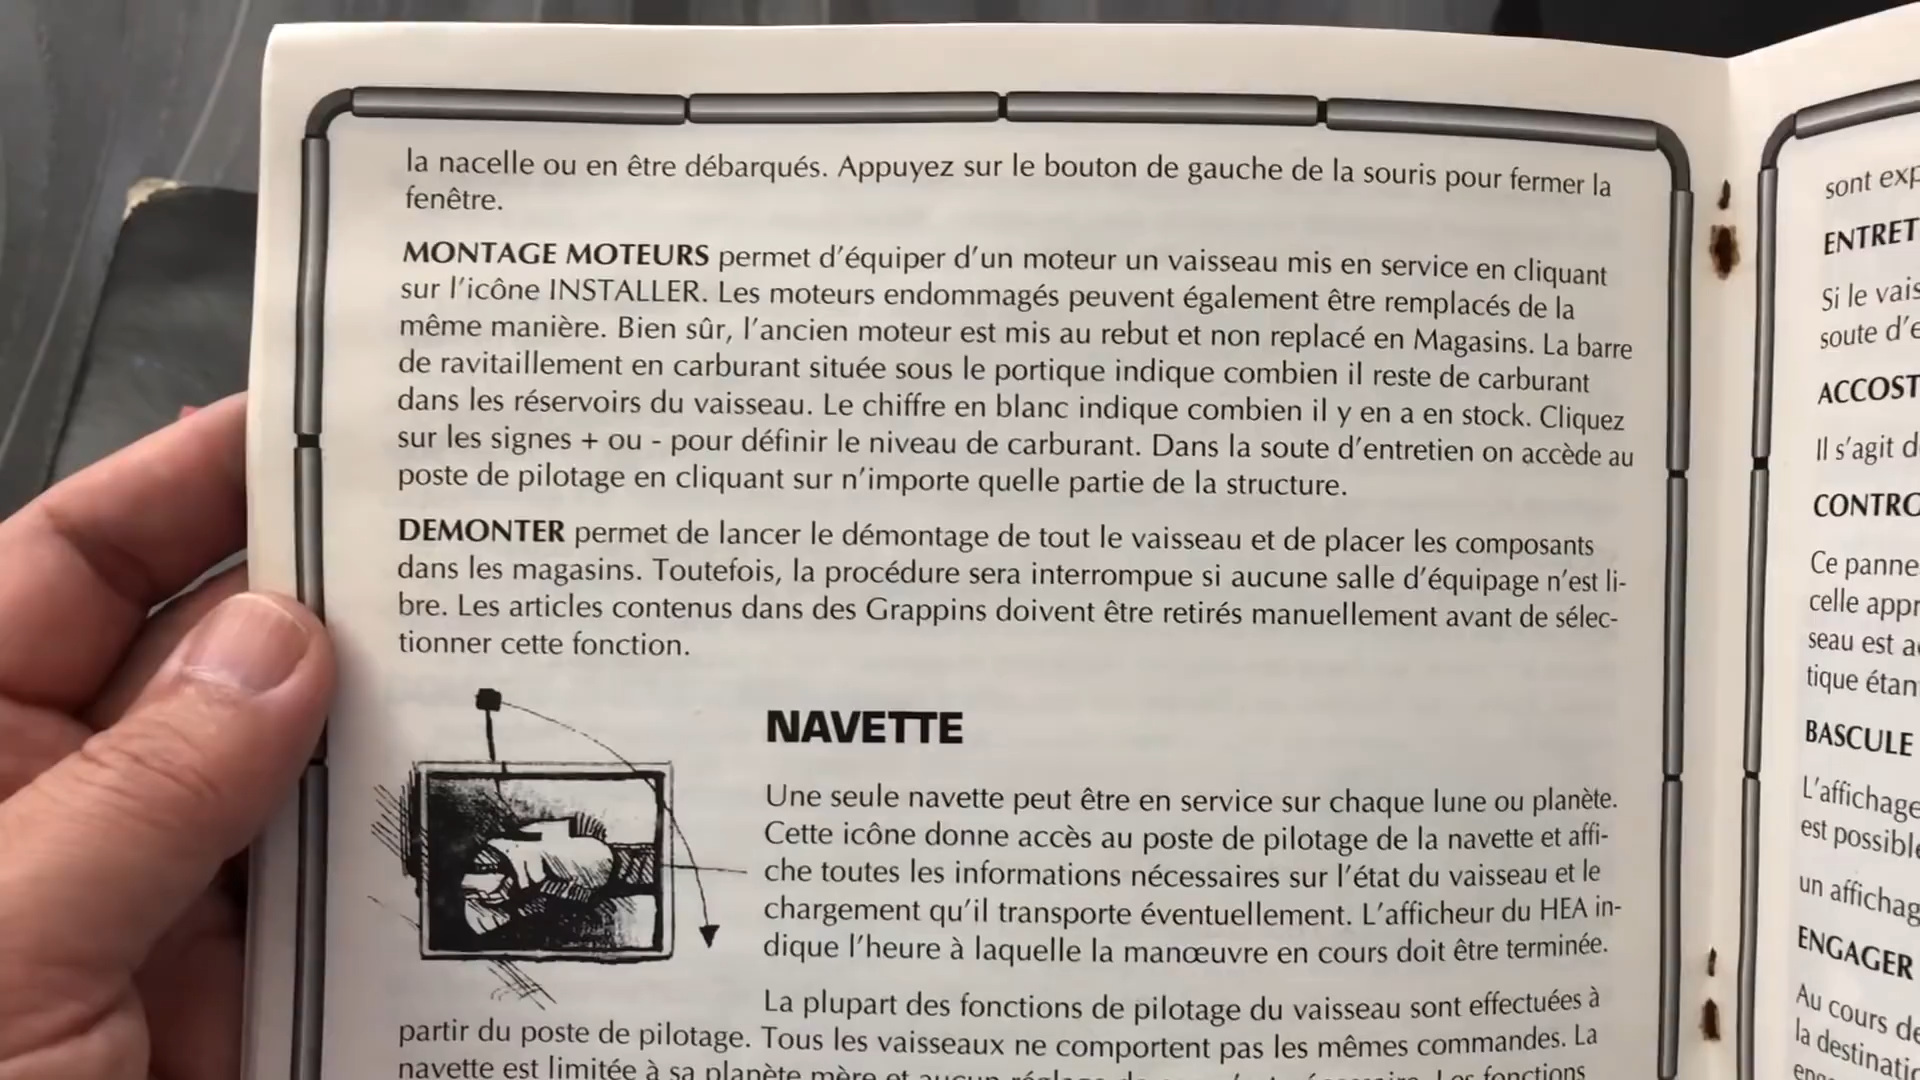 la nacelle ou en être débarqués. Appuyez sur le bouton de gauche de la souris pour fermer la
fenêtre.
MONTAGE MOTEURS permet d'équiper d'un moteur un vaisseau mis en service en cliquant
sur l'icône INSTALLER. Les moteurs endommagés peuvent également être remplacés de la
même manière. Bien sûr, l'ancien moteur est mis au rebut et non replacé en Magasins. La barre
de ravitaillement en carburant située sous le portique indique combien il reste de carburant
dans les réservoirs du vaisseau. Le chiffre en blanc indique combien il y en a en stock. Cliquez
sur les signes + ou - pour définir le niveau de carburant. Dans la soute d'entretien on accède au
poste de pilotage en cliquant sur n'importe quelle partie de la structure.
DEMONTER permet de lancer le démontage de tout le vaisseau et de placer les composants
dans les magasins. Toutefois, la procédure sera interrompue si aucune salle d'équipage n'est li-
bre. Les articles contenus dans des Grappins doivent être retirés manuellement avant de sélec-
tionner cette fonction.
NAVETTE
Une seule navette peut être en service sur chaque lune ou planète.
Cette icône donne accès au poste de pilotage de la navette et affi-
che toutes les informations nécessaires sur l'état du vaisseau et le
chargement qu'il transporte éventuellement. L'afficheur du HEA in-
dique l'heure à laquelle la manœuvre en cours doit être terminée.
La plupart des fonctions de pilotage du vaisseau sont effectuées à
partir du poste de pilotage. Tous les vaisseaux ne comportent pas les mêmes commandes. La
navette est limitée à sa planète mère et aucun
Les fonctions
sont exp
ENTRET
Si le vais
soute d'e
ACCOST
Il s'agit d
CONTRO
Ce panne
celle appr
seau est a
tique étan
BASCULE
L'affichage
est possible
un affichag
ENGAGER
Au cours de
la destinatio